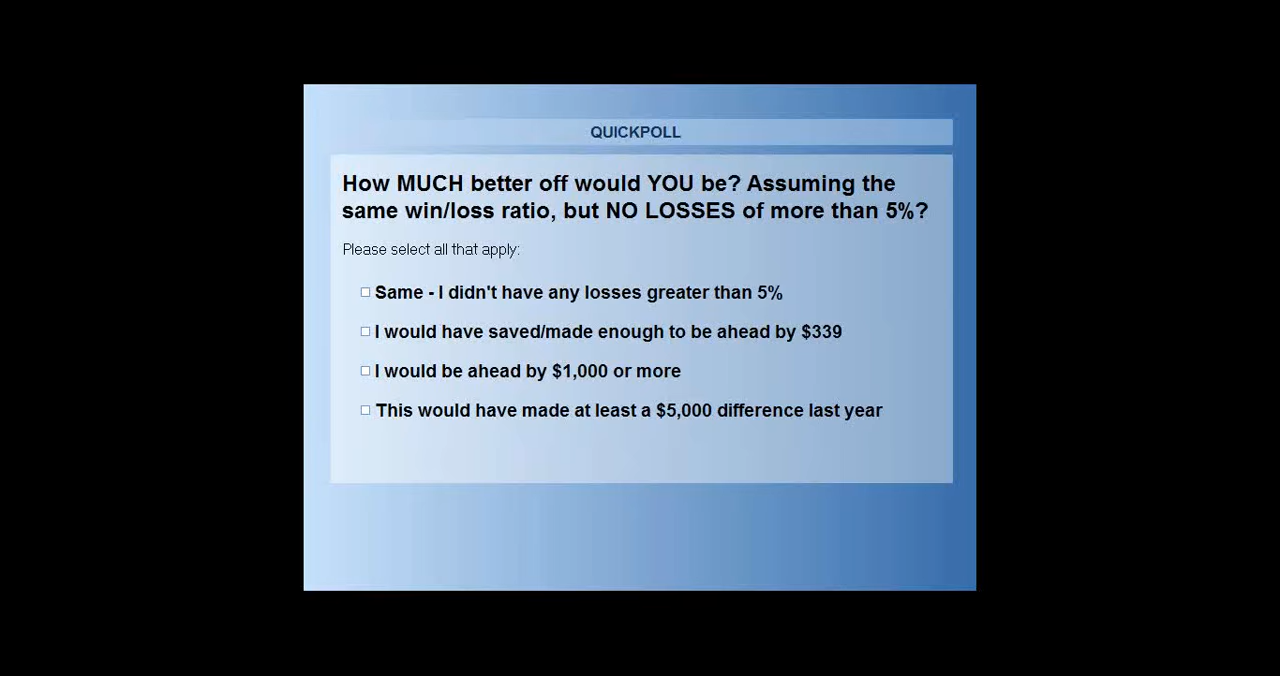 QUICKPOLL
How MUCH better off would YOU be? Assuming the
same win/loss ratio, but NO LOSSES of more than 5%?
Please select all that apply:
Same - I didn't have any losses greater than 5%
I would have saved/made enough to be ahead by $339
I would be ahead by $1,000 or more
This would have made at least a $5,000 difference last year